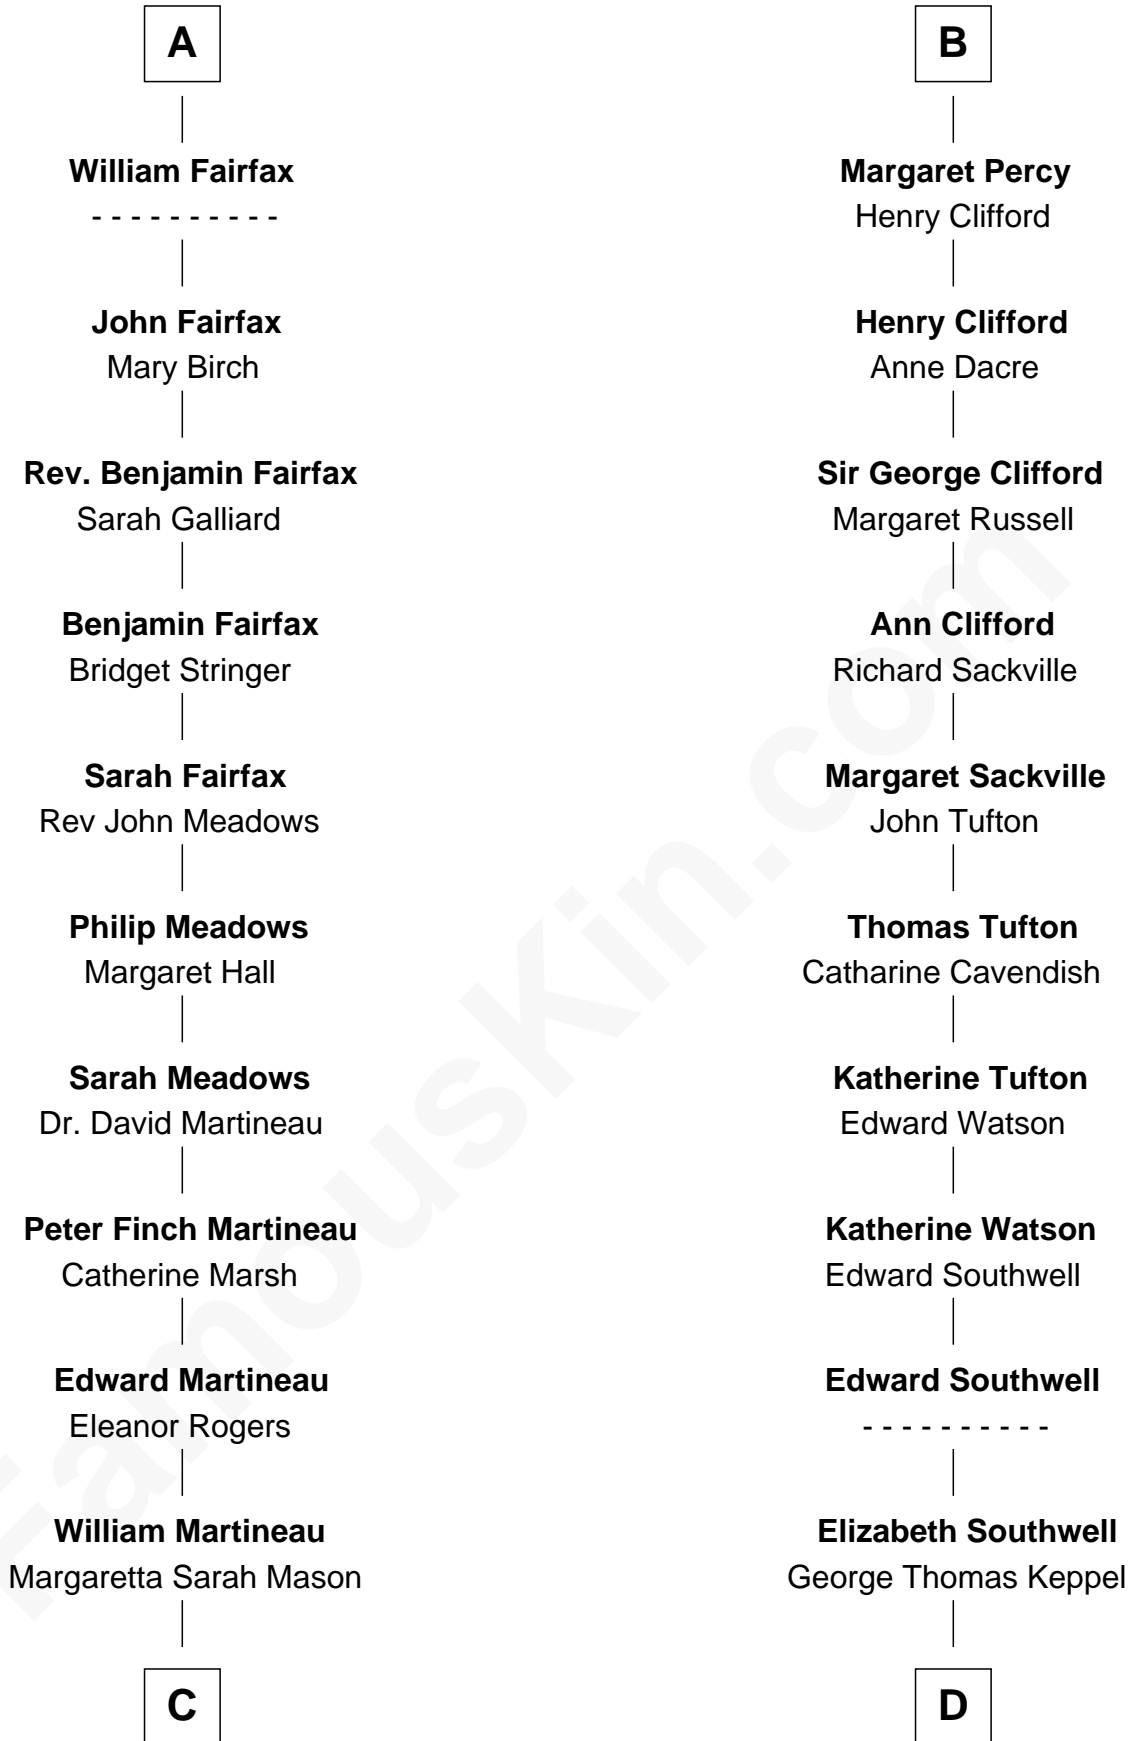 A
William Fairfax
- - - - - - - - - -
John Fairfax
Mary Birch
Rev. Benjamin Fairfax
Sarah Galliard
Benjamin Fairfax
Bridget Stringer
Sarah Fairfax
Rev John Meadows
Philip Meadows
Margaret Hall
Sarah Meadows
Dr. David Martineau
Peter Finch Martineau
Catherine Marsh
Edward Martineau
Eleanor Rogers
William Martineau
Margaretta Sarah Mason
C
B
Margaret Percy
Henry Clifford
Henry Clifford
Anne Dacre
Sir George Clifford
Margaret Russell
Ann Clifford
Richard Sackville
Margaret Sackville
John Tufton
Thomas Tufton
Catharine Cavendish
Katherine Tufton
Edward Watson
Katherine Watson
Edward Southwell
Edward Southwell
- - - - - - - - - -
Elizabeth Southwell
George Thomas Keppel
D
FamousKin.com